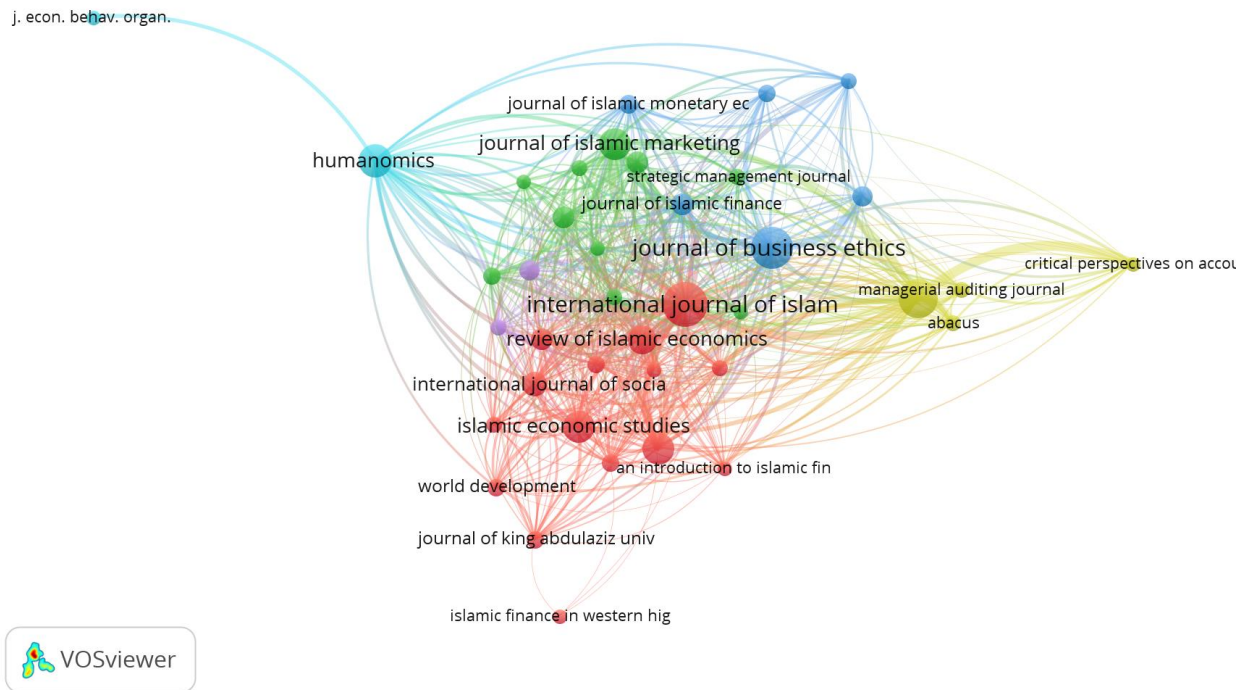 j. econ. behav. organ.
journal of islamic monetary ec
journal of islamic marketing
humanomics
strategic management journal
journal of islamic finance
journal of business ethics
critical perspectives on accou
managerial auditing journal
international journal of islam
abacus
review of islamic economics
international journal of socia
islamic economic studies
an introduction to islamic fin
world development
journal of king abdulaziz univ
islamic finance in western hig
VOSviewer